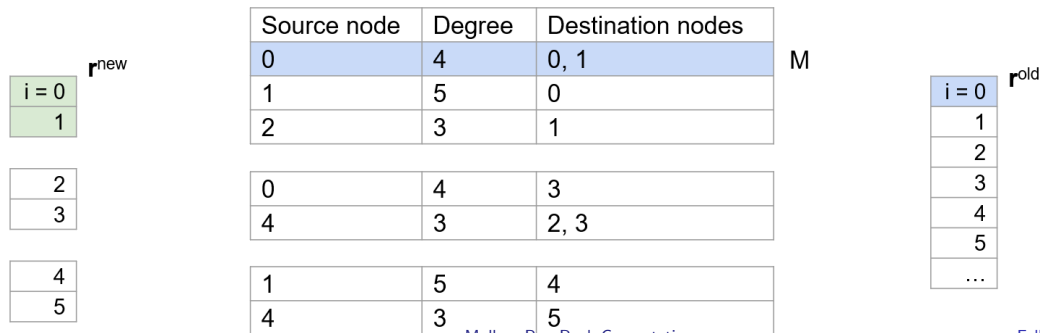 Source node Degree Destination nodes
r^new 0 4 0, 1 M r^old
i = 0 1 5 0 i = 0
1 2 3 1 1
2
2 0 4 3 3
3 4 3 2, 3 4
5
4 1 5 4 …
5 4 3 5